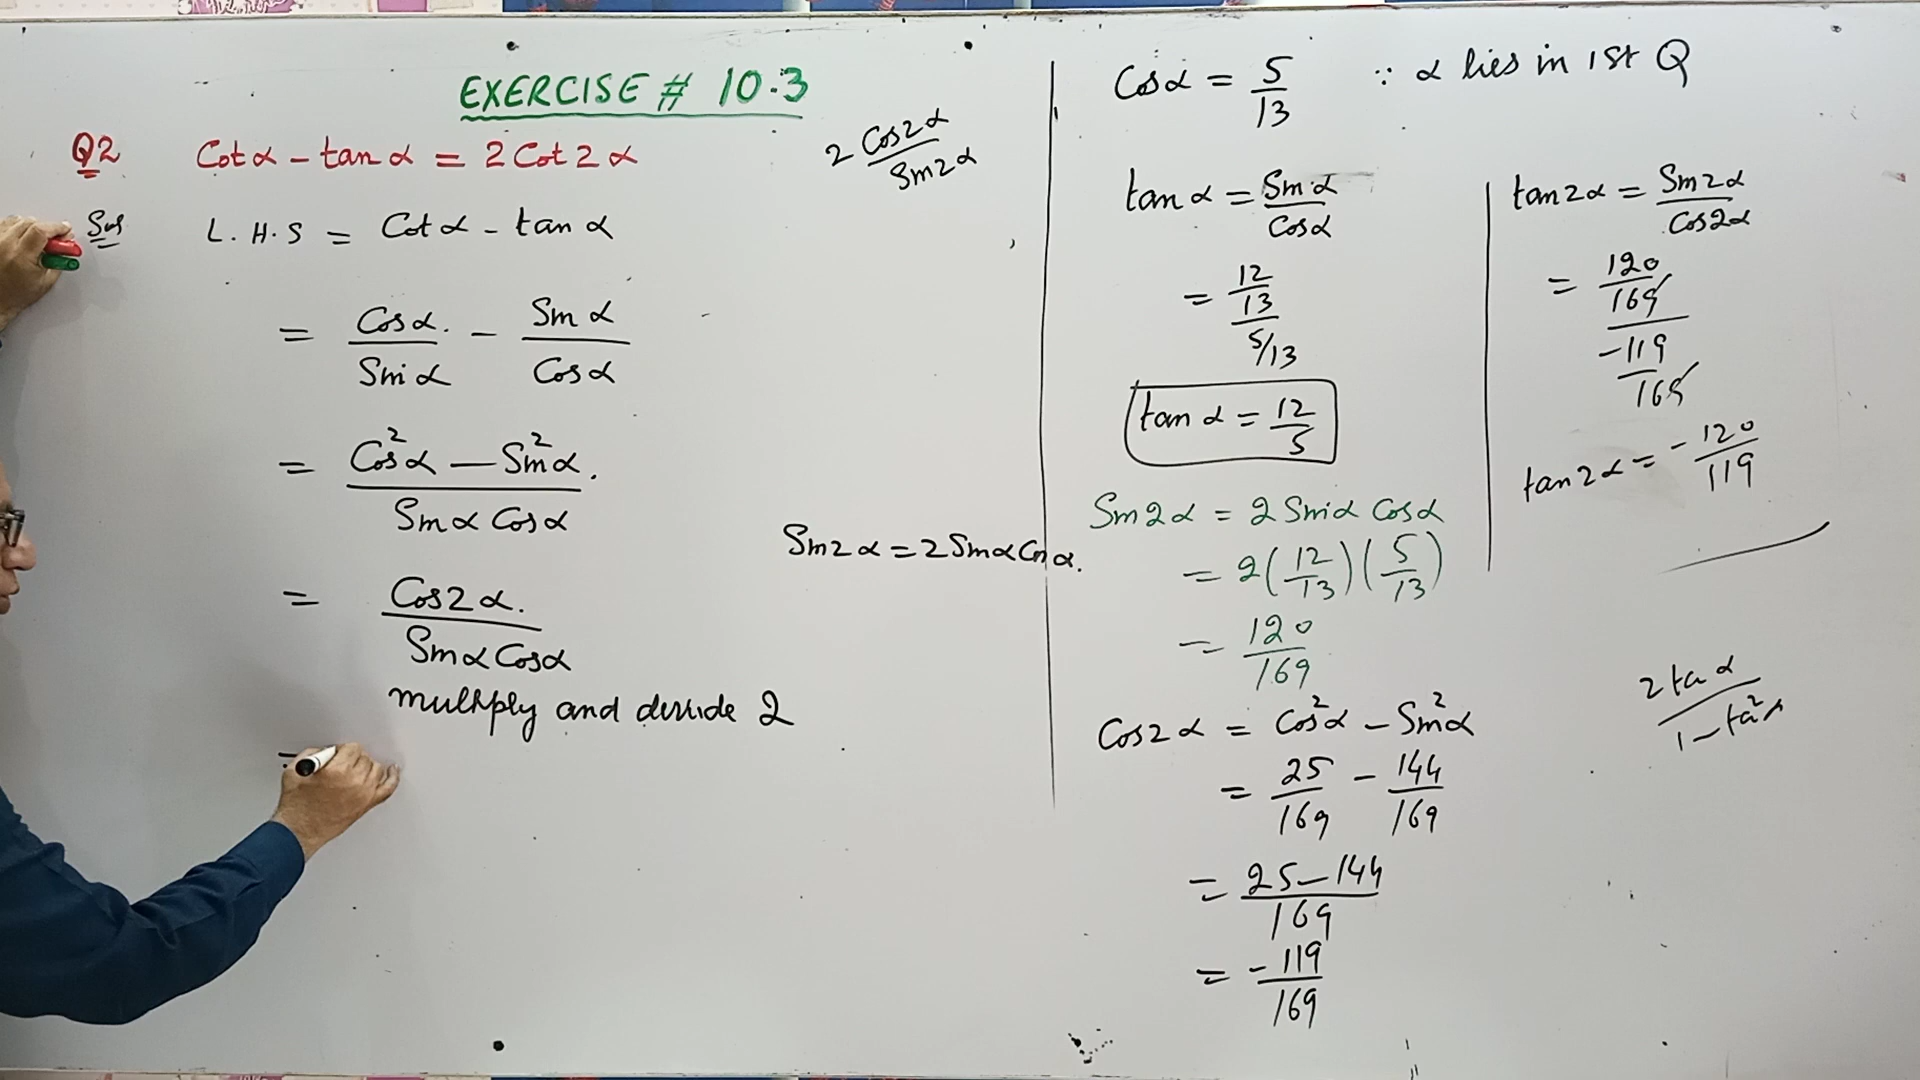 EXERCISE # 10.3
Q2 Cotα - tanα = 2Cot2α
2 Cos2α / Sin2α
Sol L.H.S = Cotα - tanα
= Cosα / Sinα - Sinα / Cosα
= Cos²α - Sin²α / Sinα Cosα
Sin2α = 2SinαCosα.
= Cos2α. / SinαCosα
multiply and divide 2
=
Cosα = 5/13 ∵ α lies in 1st Q
tanα = Sinα / Cosα
= 12/13 / 5/13
tanα = 12/5
Sin2α = 2Sinα Cosα
= 2(12/13)(5/13)
= 120/169
Cos2α = Cos²α - Sin²α
= 25/169 - 144/169
= 25-144 / 169
= -119/169
tan2α = Sin2α / Cos2α
= 120/169 / -119/169
tan2α = -120/119
2taα / 1-ta²α